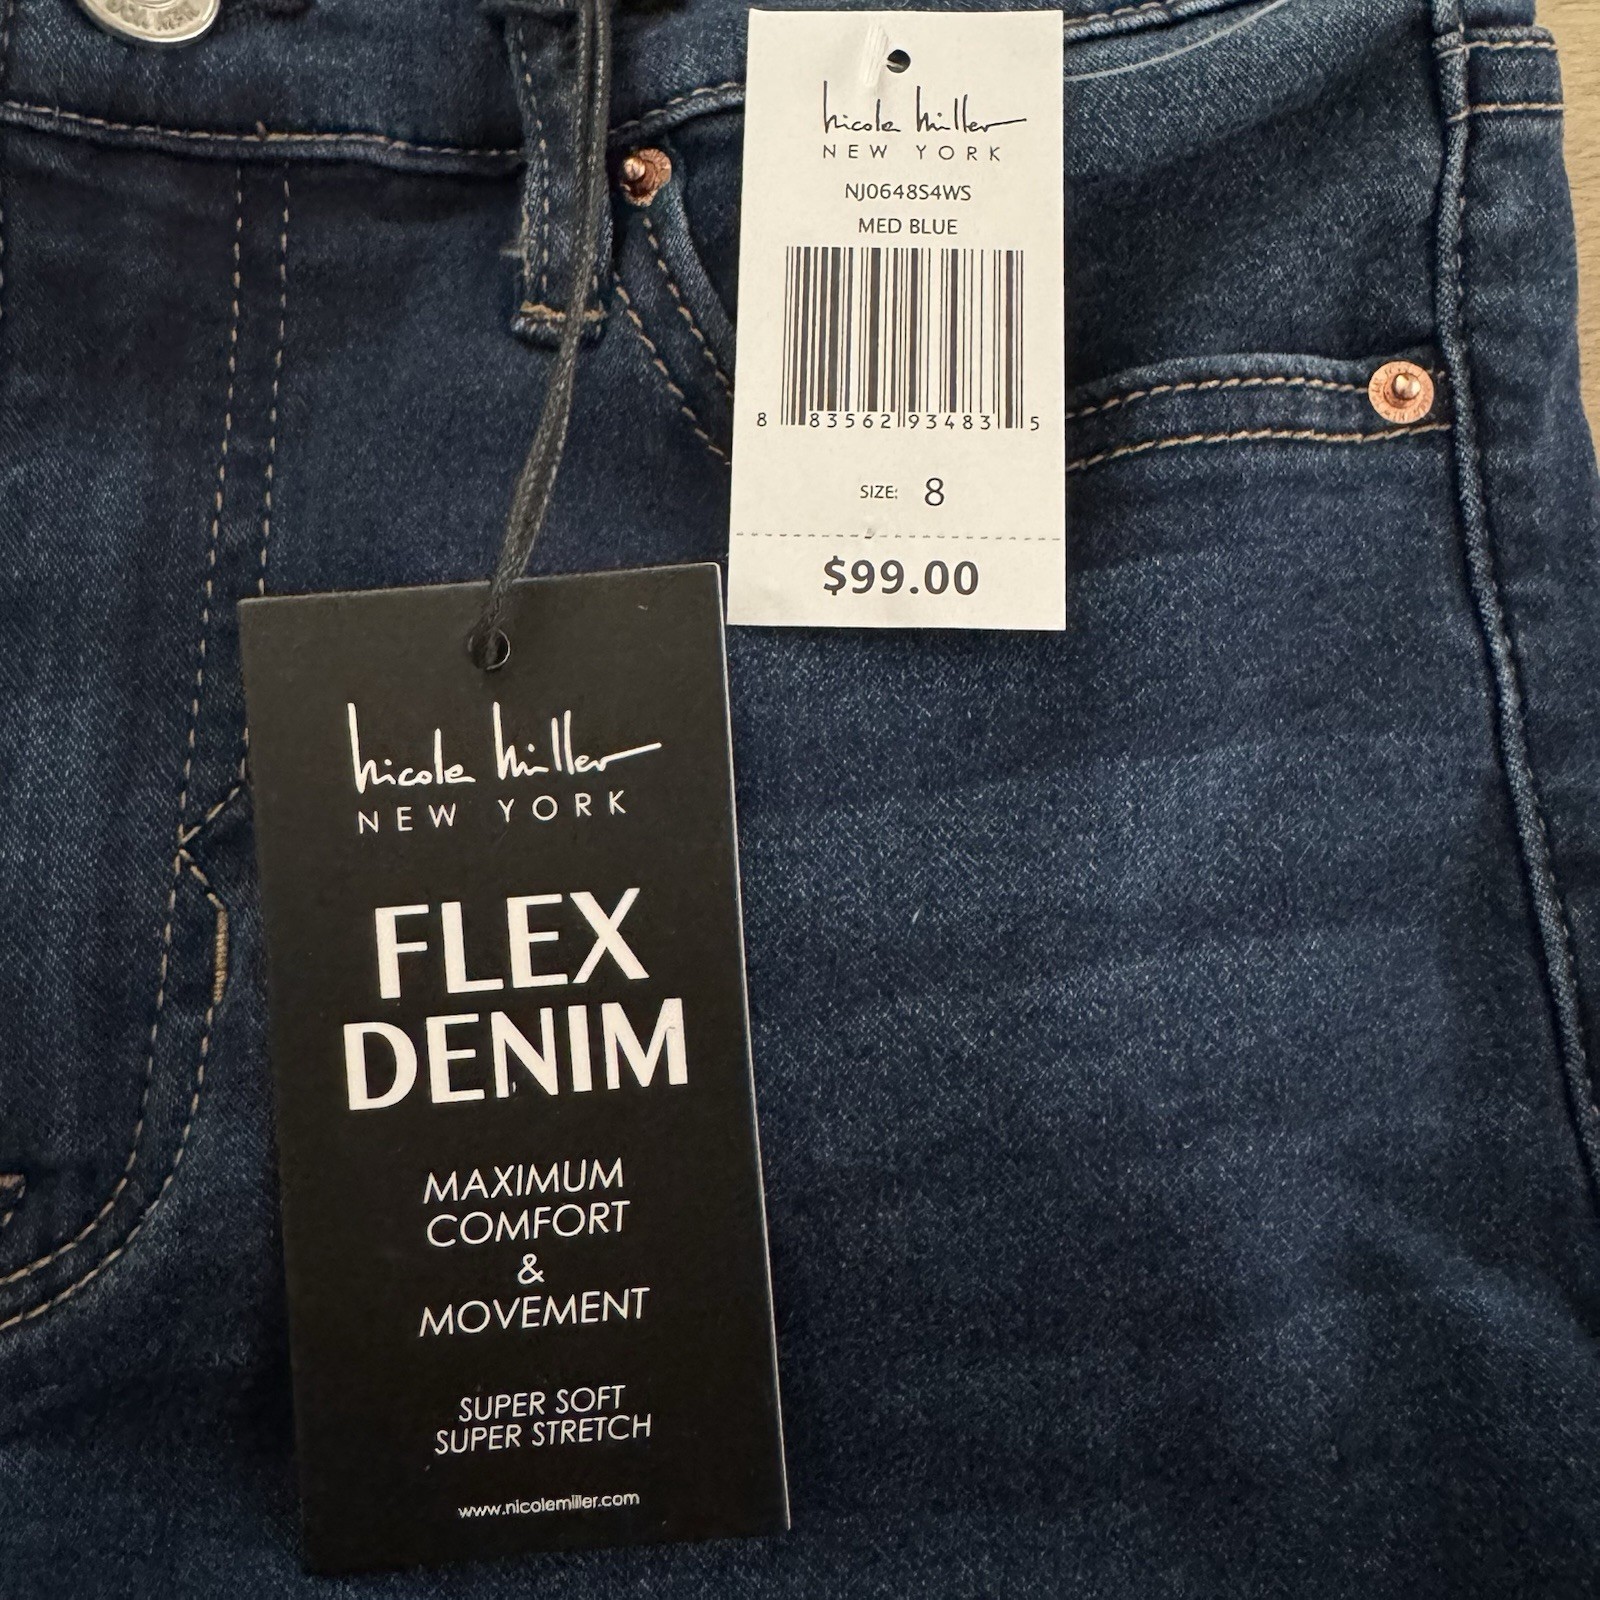 nicole miller
NEW YORK
NJ0648S4WS
MED BLUE
8 83562 93483 5
SIZE: 8
$99.00
nicole miller
NEW YORK
FLEX
DENIM
MAXIMUM
COMFORT
&
MOVEMENT
SUPER SOFT
SUPER STRETCH
www.nicolemiller.com